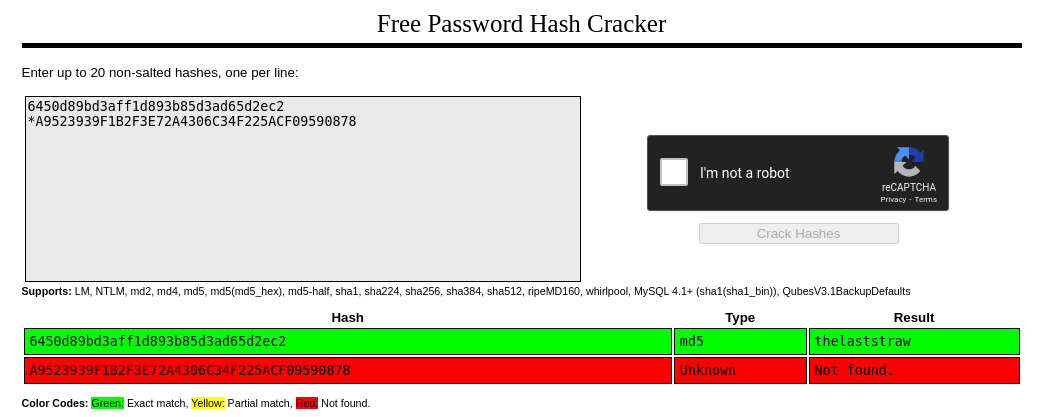 Free Password Hash Cracker
Enter up to 20 non-salted hashes, one per line:
6450d89bd3aff1d893b85d3ad65d2ec2
*A9523939F1B2F3E72A4306C34F225ACF09590878
I'm not a robot
reCAPTCHA
Privacy - Terms
Crack Hashes
Supports: LM, NTLM, md2, md4, md5, md5(md5_hex), md5-half, sha1, sha224, sha256, sha384, sha512, ripeMD160, whirlpool, MySQL 4.1+ (sha1(sha1_bin)), QubesV3.1BackupDefaults
Hash Type Result
6450d89bd3aff1d893b85d3ad65d2ec2 md5 thelaststraw
A9523939F1B2F3E72A4306C34F225ACF09590878 Unknown Not found.
Color Codes: Green: Exact match, Yellow: Partial match, Red: Not found.